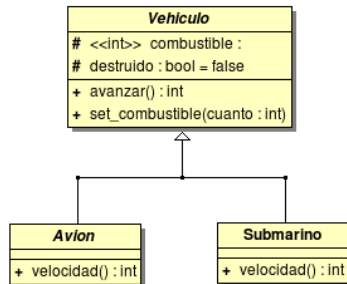 Vehiculo
# <<int>> combustible :
# destruido : bool = false
+ avanzar() : int
+ set_combustible(cuanto : int)
Avion
+ velocidad() : int
Submarino
+ velocidad() : int